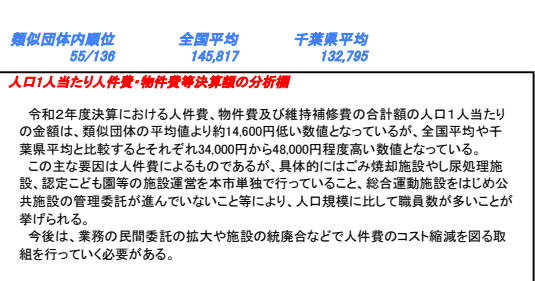 類似団体内順位 全国平均 千葉県平均
55/136 145,817 132,795
人口1人当たり人件費・物件費等決算額の分析欄
令和2年度決算における人件費、物件費及び維持補修費の合計額の人口1人当たり
の金額は、類似団体の平均値より約14,600円低い数値となっているが、全国平均や千
葉県平均と比較するとそれぞれ34,000円から48,000円程度高い数値となっている。
この主な要因は人件費によるものであるが、具体的にはごみ焼却施設やし尿処理施
設、認定こども園等の施設運営を本市単独で行っていること、総合運動施設をはじめ公
共施設の管理委託が進んでいないこと等により、人口規模に比して職員数が多いことが
挙げられる。
今後は、業務の民間委託の拡大や施設の統廃合などで人件費のコスト縮減を図る取
組を行っていく必要がある。